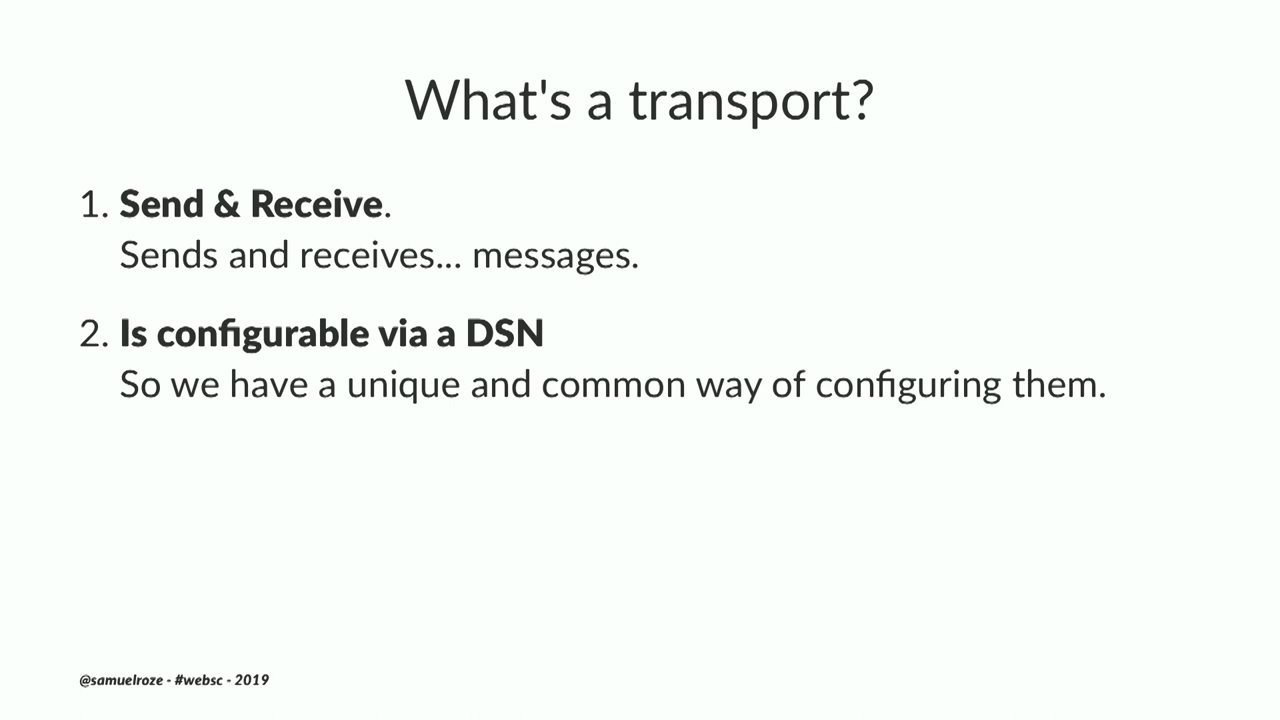 What's a transport?
1. Send & Receive.
Sends and receives... messages.
2. Is configurable via a DSN
So we have a unique and common way of configuring them.
@samuelroze - #websc - 2019